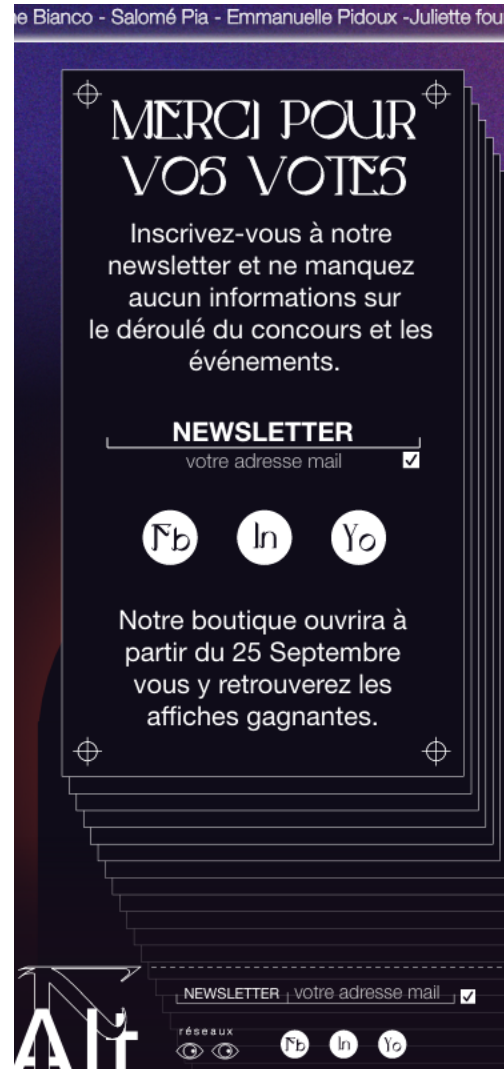 ne Bianco - Salomé Pia - Emmanuelle Pidoux -Juliette fou
MERCI POUR
VOS VOTES
Inscrivez-vous à notre
newsletter et ne manquez
aucun informations sur
le déroulé du concours et les
événements.
NEWSLETTER
votre adresse mail
Fb In Yo
Notre boutique ouvrira à
partir du 25 Septembre
vous y retrouverez les
affiches gagnantes.
NEWSLETTER votre adresse mail
réseaux
Fb In Yo
Alt